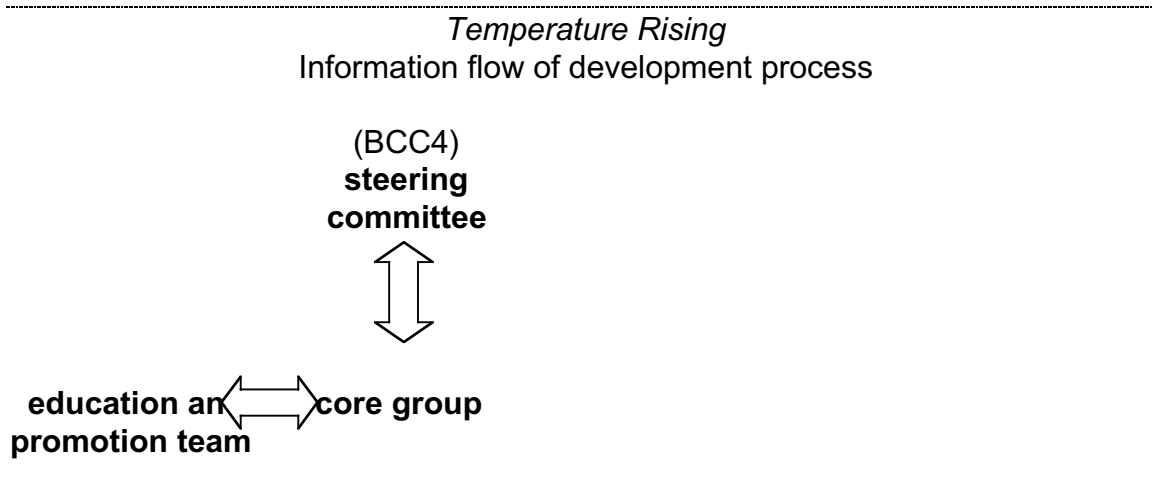 Temperature Rising
Information flow of development process
(BCC4)
steering
committee
education an core group
promotion team